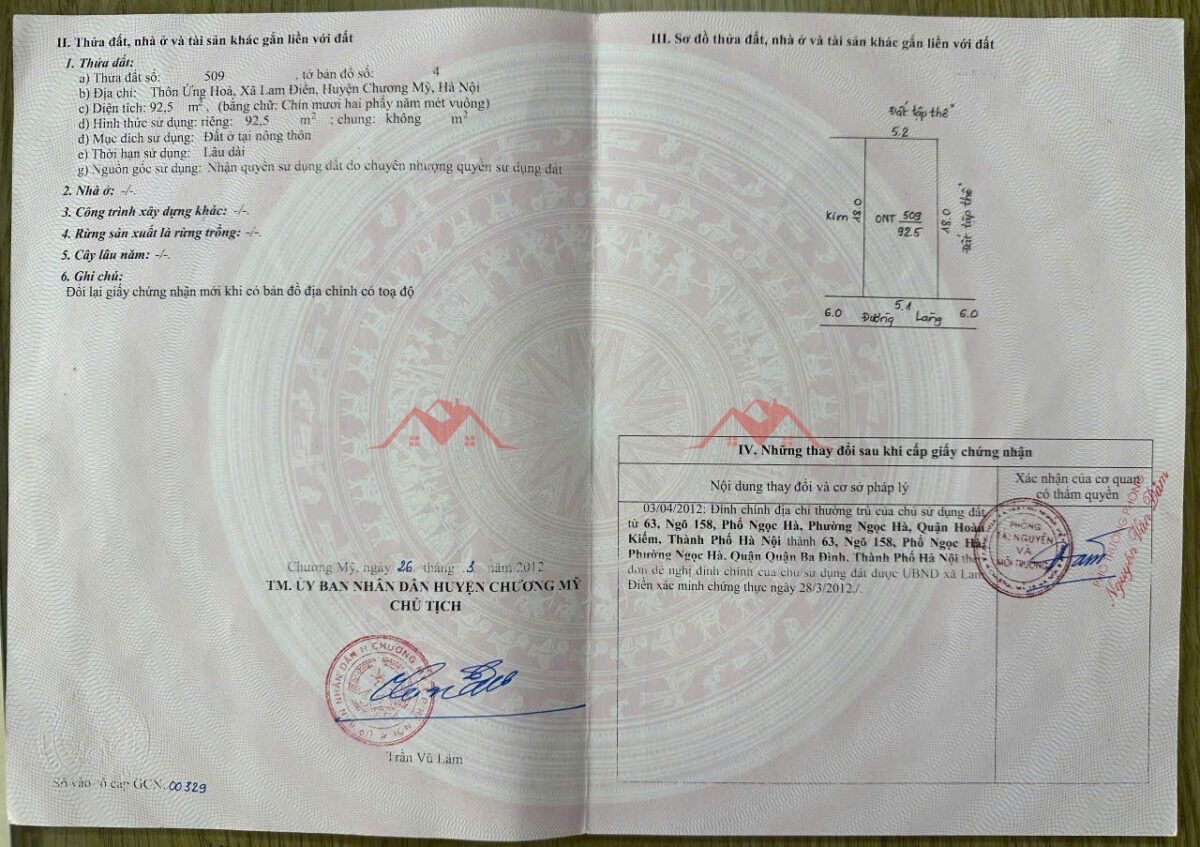 II. Thửa đất, nhà ở và tài sản khác gắn liền với đất
1. Thửa đất:
a) Thửa đất số: 509 , tờ bản đồ số: 4
b) Địa chỉ: Thôn Ứng Hoà, Xã Lam Điền, Huyện Chương Mỹ, Hà Nội
c) Diện tích: 92,5 m², (bằng chữ: Chín mươi hai phẩy năm mét vuông)
d) Hình thức sử dụng: riêng: 92,5 m² ; chung: không m²
đ) Mục đích sử dụng: Đất ở tại nông thôn
e) Thời hạn sử dụng: Lâu dài
g) Nguồn gốc sử dụng: Nhận quyền sử dụng đất do chuyển nhượng quyền sử dụng đất
2. Nhà ở: -/-.
3. Công trình xây dựng khác: -/-.
4. Rừng sản xuất là rừng trồng: -/-.
5. Cây lâu năm: -/-.
6. Ghi chú:
Đổi lại giấy chứng nhận mới khi có bản đồ địa chính có toạ độ
Chương Mỹ, ngày 26 tháng 3 năm 2012
TM. ỦY BAN NHÂN DÂN HUYỆN CHƯƠNG MỸ
CHỦ TỊCH
Trần Vũ Lâm
Số vào sổ cấp GCN: 00329
III. Sơ đồ thửa đất, nhà ở và tài sản khác gắn liền với đất
Đất tập thể
5.2
Kim
18.0
ONT 509
92.5
18.0
Đất tập thể
5.1
6.0 Đường Làng 6.0
IV. Những thay đổi sau khi cấp giấy chứng nhận
Nội dung thay đổi và cơ sở pháp lý
Xác nhận của cơ quan
có thẩm quyền
03/04/2012: Đính chính địa chỉ thường trú của chủ sử dụng đất
từ 63, Ngõ 158, Phố Ngọc Hà, Phường Ngọc Hà, Quận Hoàn
Kiếm, Thành Phố Hà Nội thành 63, Ngõ 158, Phố Ngọc Hà,
Phường Ngọc Hà, Quận Quận Ba Đình, Thành Phố Hà Nội theo
đơn đề nghị đính chính của chủ sử dụng đất được UBND xã Lam
Điền xác minh chứng thực ngày 28/3/2012./.
PHÒNG
TÀI NGUYÊN
VÀ
MÔI TRƯỜNG
PHÓ TRƯỞNG PHÒNG
Nguyễn Văn Đảm